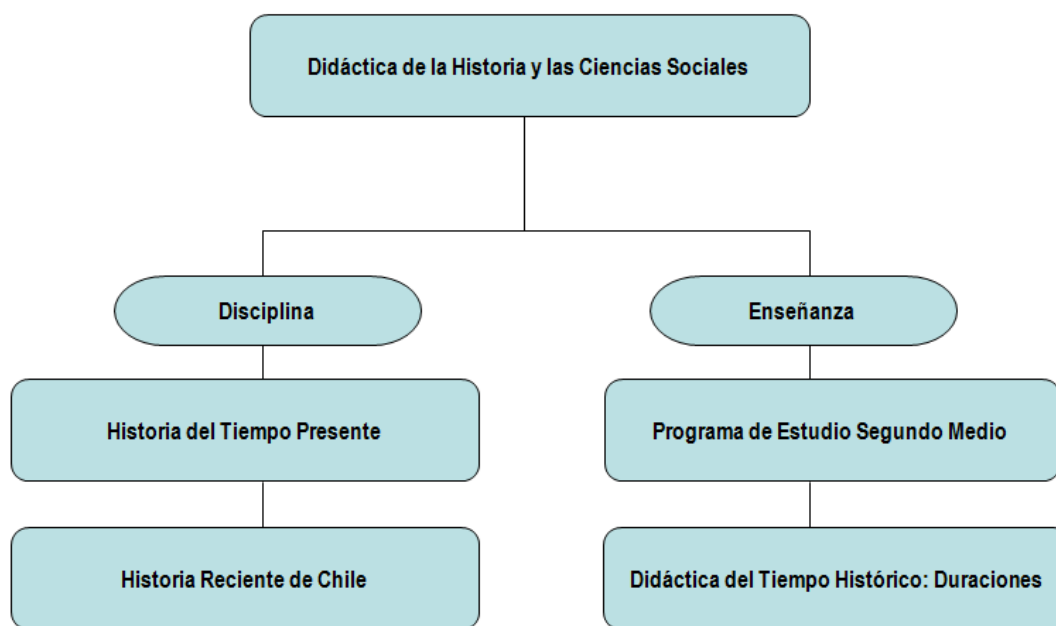 Didáctica de la Historia y las Ciencias Sociales
Disciplina
Enseñanza
Historia del Tiempo Presente
Programa de Estudio Segundo Medio
Historia Reciente de Chile
Didáctica del Tiempo Histórico: Duraciones